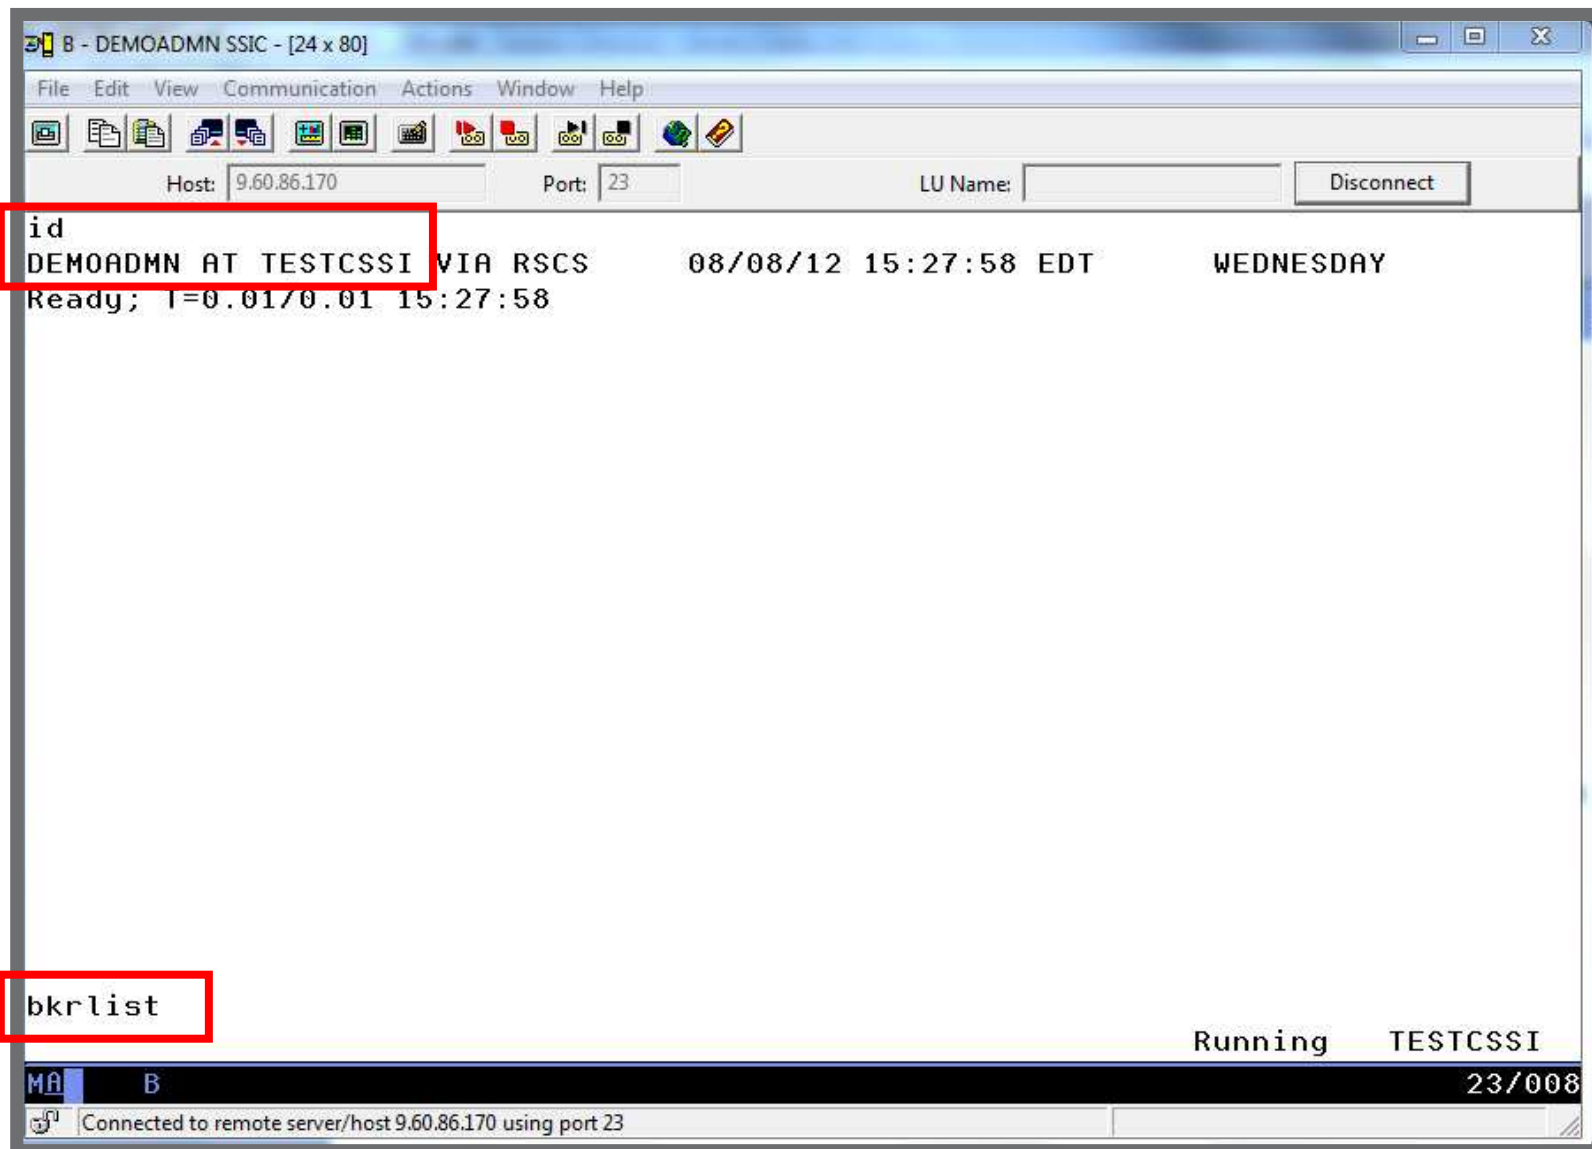 B - DEMOADMN SSIC - [24 x 80]
File Edit View Communication Actions Window Help
Host: 9.60.86.170 Port: 23 LU Name: Disconnect
id
DEMOADMN AT TESTCSSI VIA RSCS 08/08/12 15:27:58 EDT WEDNESDAY
Ready; T=0.01/0.01 15:27:58
bkrlist
Running TESTCSSI
MA B 23/008
Connected to remote server/host 9.60.86.170 using port 23